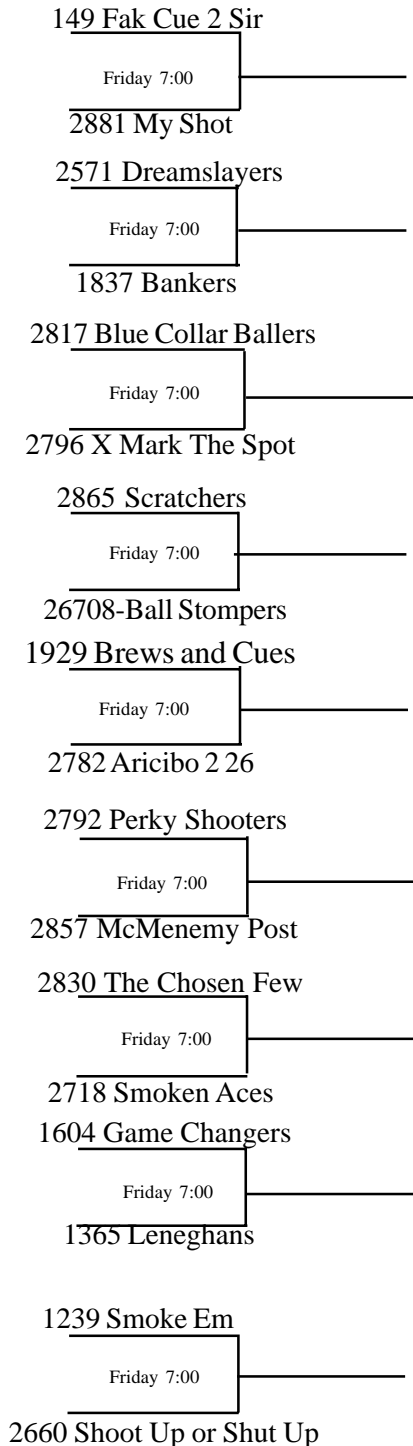 149 Fak Cue 2 Sir
Friday 7:00
2881 My Shot
2571 Dreamslayers
Friday 7:00
1837 Bankers
2817 Blue Collar Ballers
Friday 7:00
2796 X Mark The Spot
2865 Scratchers
Friday 7:00
26708-Ball Stompers
1929 Brews and Cues
Friday 7:00
2782 Aricibo 2 26
2792 Perky Shooters
Friday 7:00
2857 McMenemy Post
2830 The Chosen Few
Friday 7:00
2718 Smoken Aces
1604 Game Changers
Friday 7:00
1365 Leneghans
1239 Smoke Em
Friday 7:00
2660 Shoot Up or Shut Up